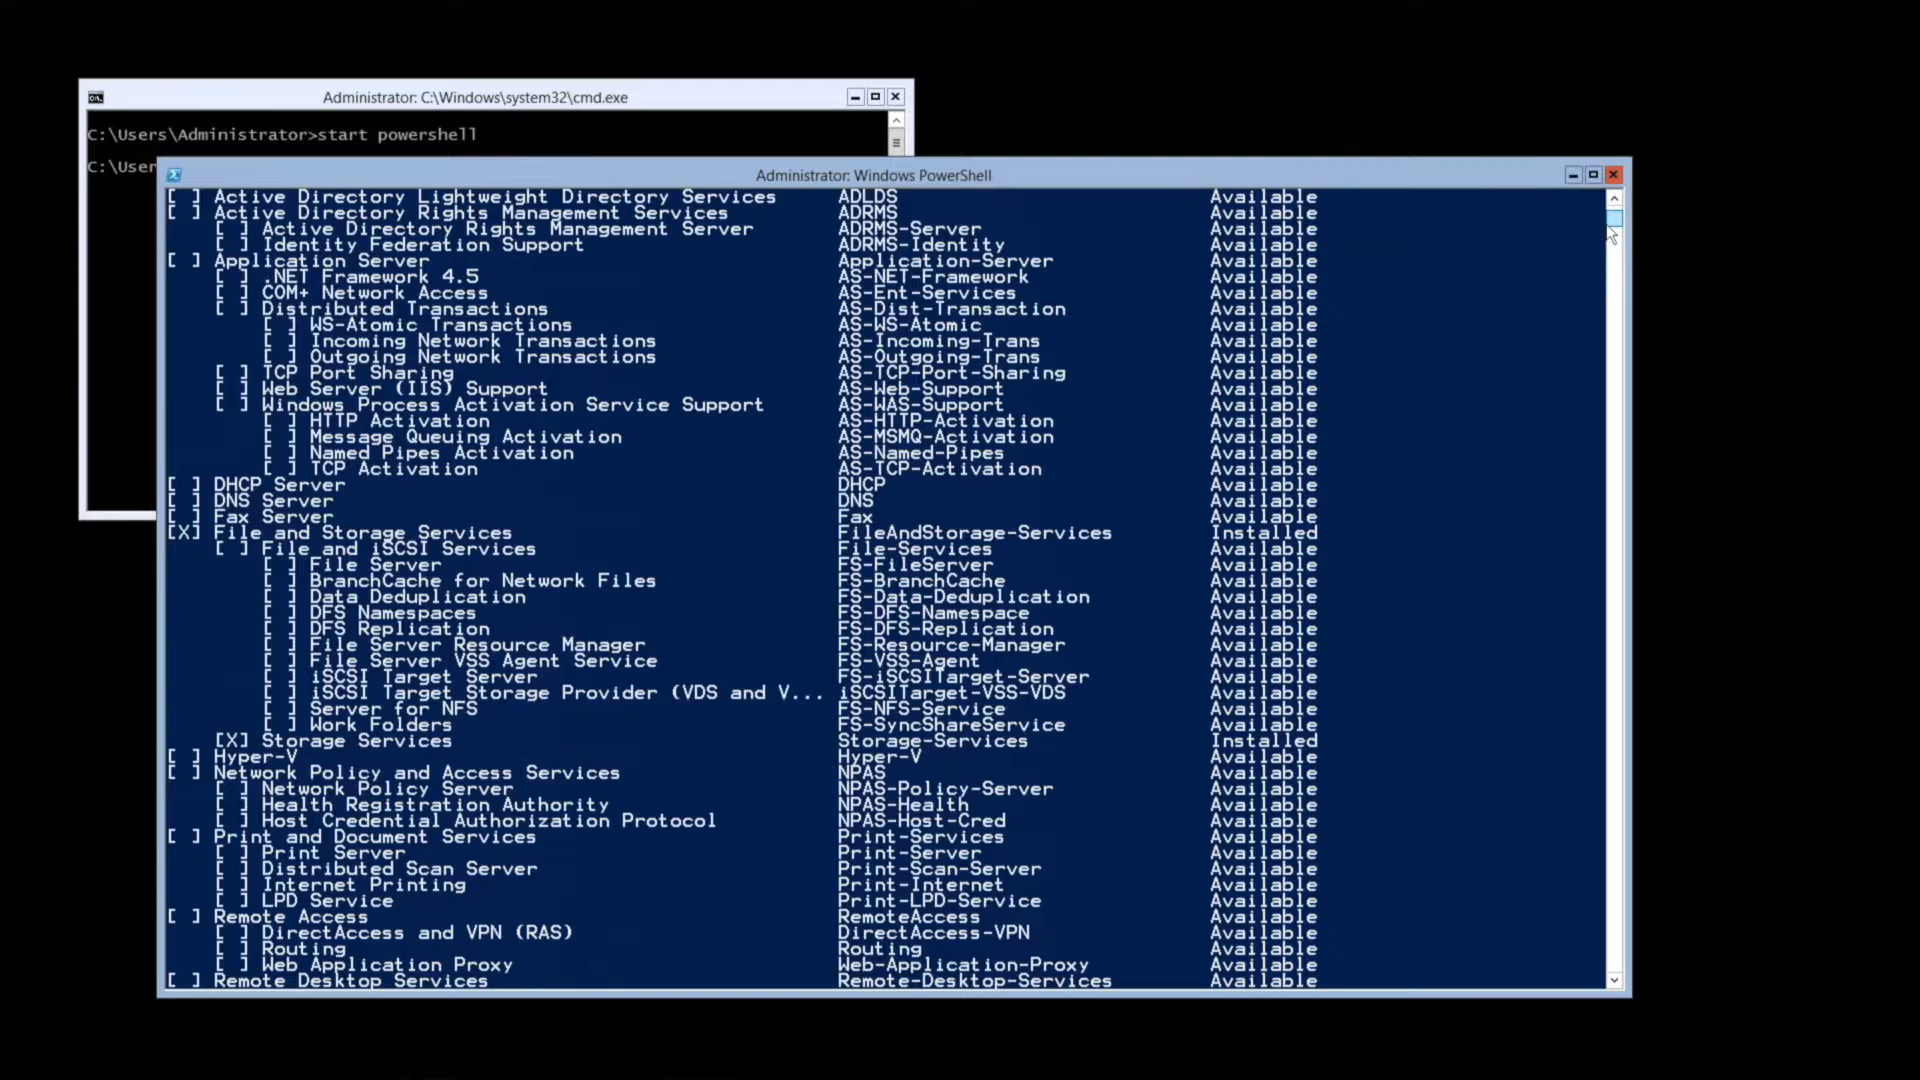 Administrator: C:\Windows\system32\cmd.exe
C:\Users\Administrator>start powershell
C:\User
Administrator: Windows PowerShell
[ ] Active Directory Lightweight Directory Services ADLDS Available
[ ] Active Directory Rights Management Services ADRMS Available
[ ] Active Directory Rights Management Server ADRMS-Server Available
[ ] Identity Federation Support ADRMS-Identity Available
[ ] Application Server Application-Server Available
[ ] .NET Framework 4.5 AS-NET-Framework Available
[ ] COM+ Network Access AS-Ent-Services Available
[ ] Distributed Transactions AS-Dist-Transaction Available
[ ] WS-Atomic Transactions AS-WS-Atomic Available
[ ] Incoming Network Transactions AS-Incoming-Trans Available
[ ] Outgoing Network Transactions AS-Outgoing-Trans Available
[ ] TCP Port Sharing AS-TCP-Port-Sharing Available
[ ] Web Server (IIS) Support AS-Web-Support Available
[ ] Windows Process Activation Service Support AS-WAS-Support Available
[ ] HTTP Activation AS-HTTP-Activation Available
[ ] Message Queuing Activation AS-MSMQ-Activation Available
[ ] Named Pipes Activation AS-Named-Pipes Available
[ ] TCP Activation AS-TCP-Activation Available
[ ] DHCP Server DHCP Available
[ ] DNS Server DNS Available
[ ] Fax Server Fax Available
[X] File and Storage Services FileAndStorage-Services Installed
[ ] File and iSCSI Services File-Services Available
[ ] File Server FS-FileServer Available
[ ] BranchCache for Network Files FS-BranchCache Available
[ ] Data Deduplication FS-Data-Deduplication Available
[ ] DFS Namespaces FS-DFS-Namespace Available
[ ] DFS Replication FS-DFS-Replication Available
[ ] File Server Resource Manager FS-Resource-Manager Available
[ ] File Server VSS Agent Service FS-VSS-Agent Available
[ ] iSCSI Target Server FS-iSCSITarget-Server Available
[ ] iSCSI Target Storage Provider (VDS and V... iSCSITarget-VSS-VDS Available
[ ] Server for NFS FS-NFS-Service Available
[ ] Work Folders FS-SyncShareService Available
[X] Storage Services Storage-Services Installed
[ ] Hyper-V Hyper-V Available
[ ] Network Policy and Access Services NPAS Available
[ ] Network Policy Server NPAS-Policy-Server Available
[ ] Health Registration Authority NPAS-Health Available
[ ] Host Credential Authorization Protocol NPAS-Host-Cred Available
[ ] Print and Document Services Print-Services Available
[ ] Print Server Print-Server Available
[ ] Distributed Scan Server Print-Scan-Server Available
[ ] Internet Printing Print-Internet Available
[ ] LPD Service Print-LPD-Service Available
[ ] Remote Access RemoteAccess Available
[ ] DirectAccess and VPN (RAS) DirectAccess-VPN Available
[ ] Routing Routing Available
[ ] Web Application Proxy Web-Application-Proxy Available
[ ] Remote Desktop Services Remote-Desktop-Services Available